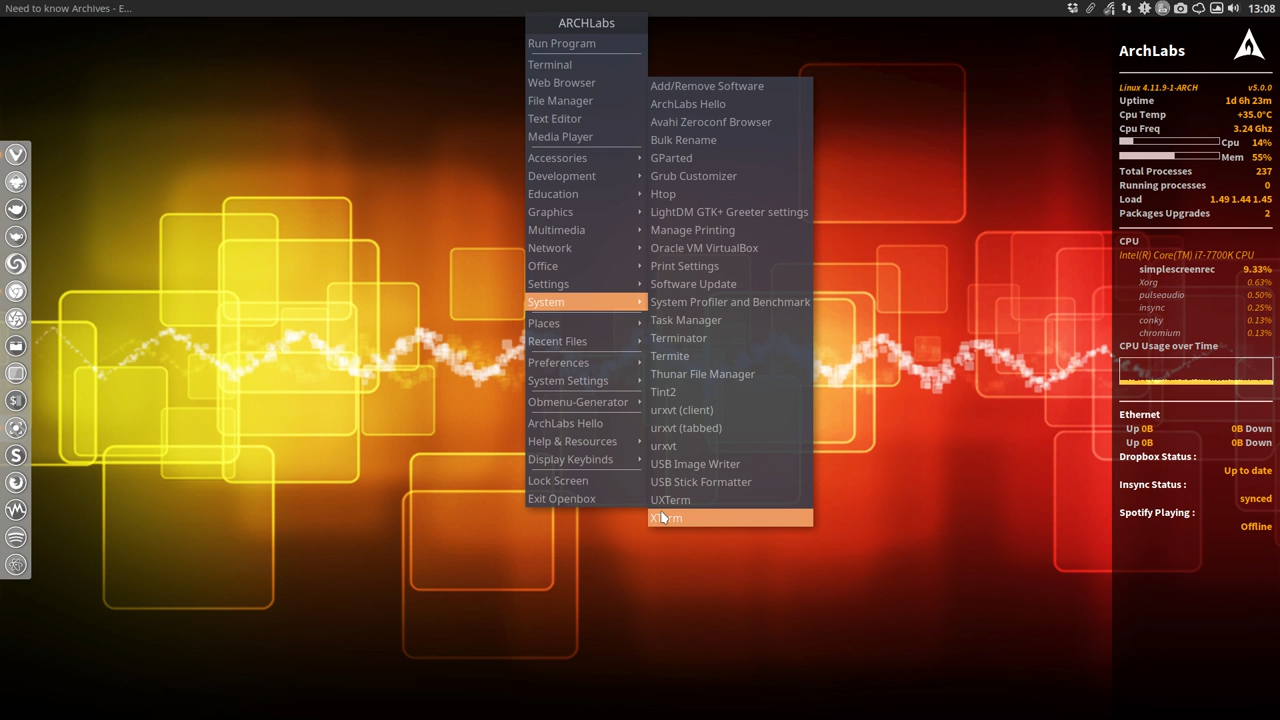 Need to know Archives - E...
13:08
ARCHLabs
Run Program
Terminal
Web Browser
File Manager
Text Editor
Media Player
Accessories
Development
Education
Graphics
Multimedia
Network
Office
Settings
System
Places
Recent Files
Preferences
System Settings
Obmenu-Generator
ArchLabs Hello
Help & Resources
Display Keybinds
Lock Screen
Exit Openbox
Add/Remove Software
ArchLabs Hello
Avahi Zeroconf Browser
Bulk Rename
GParted
Grub Customizer
Htop
LightDM GTK+ Greeter settings
Manage Printing
Oracle VM VirtualBox
Print Settings
Software Update
System Profiler and Benchmark
Task Manager
Terminator
Termite
Thunar File Manager
Tint2
urxvt (client)
urxvt (tabbed)
urxvt
USB Image Writer
USB Stick Formatter
UXTerm
XTerm
ArchLabs
Linux 4.11.9-1-ARCH v5.0.0
Uptime 1d 6h 23m
Cpu Temp +35.0°C
Cpu Freq 3.24 Ghz
Cpu 14%
Mem 55%
Total Processes 237
Running processes 0
Load 1.49 1.44 1.45
Packages Upgrades 2
CPU
Intel(R) Core(TM) i7-7700K CPU
simplescreenrec 9.33%
Xorg 0.63%
pulseaudio 0.50%
insync 0.25%
conky 0.13%
chromium 0.13%
CPU Usage over Time
Ethernet
Up 0B 0B Down
Up 0B 0B Down
Dropbox Status :
Up to date
Insync Status :
synced
Spotify Playing :
Offline